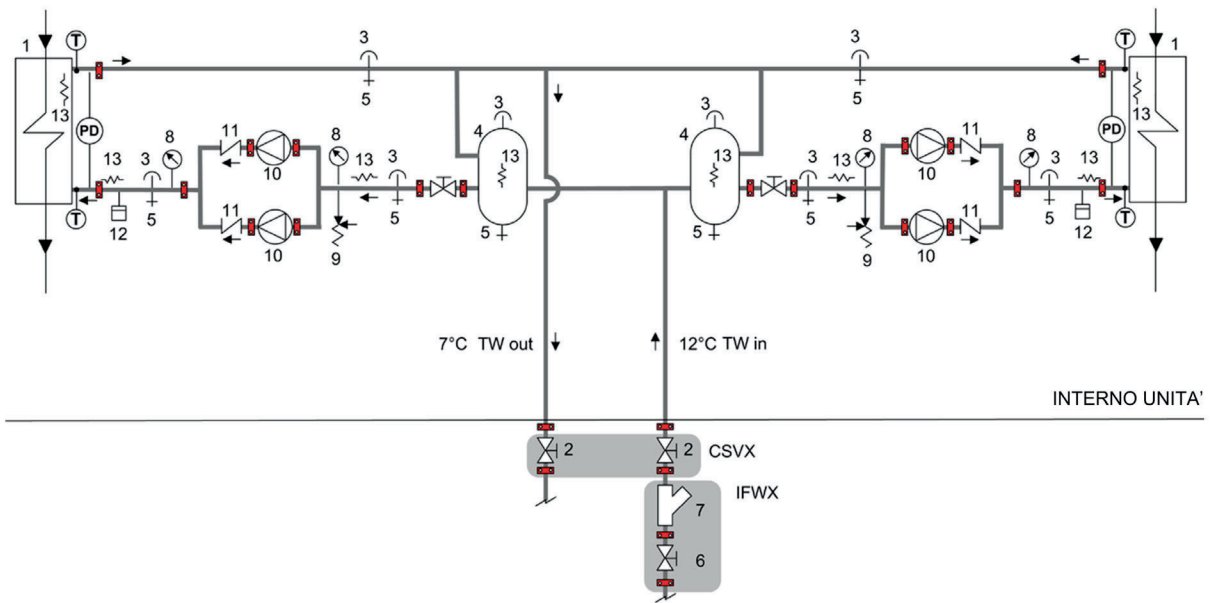 1 T 3 3 T 1
5 5
13 3 3 13
4 4
PD 8 11 8 13 13 8 11 8 PD
10 10
13 3 13 3 3 13 3 13
T 5 11 5 5 5 5 11 5 T
12 10 9 9 10 12
7°C TW out 12°C TW in
INTERNO UNITA'
2 2 CSVX
IFWX
7
6